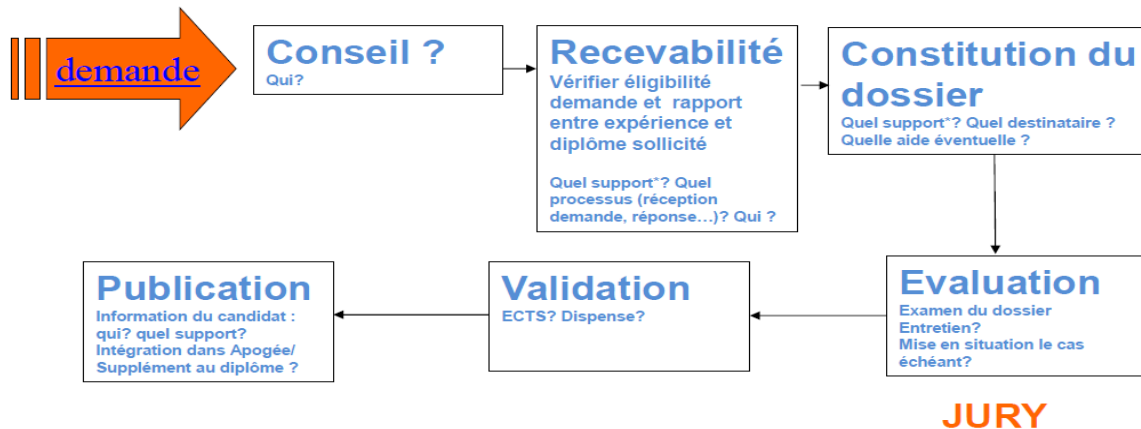 demande
Conseil ?
Qui?
Recevabilité
Vérifier éligibilité
demande et rapport
entre expérience et
diplôme sollicité
Quel support*? Quel
processus (réception
demande, réponse…)? Qui ?
Constitution du
dossier
Quel support*? Quel destinataire ?
Quelle aide éventuelle ?
Evaluation
Examen du dossier
Entretien?
Mise en situation le cas
échéant?
JURY
Validation
ECTS? Dispense?
Publication
Information du candidat :
qui? quel support?
Intégration dans Apogée/
Supplément au diplôme ?